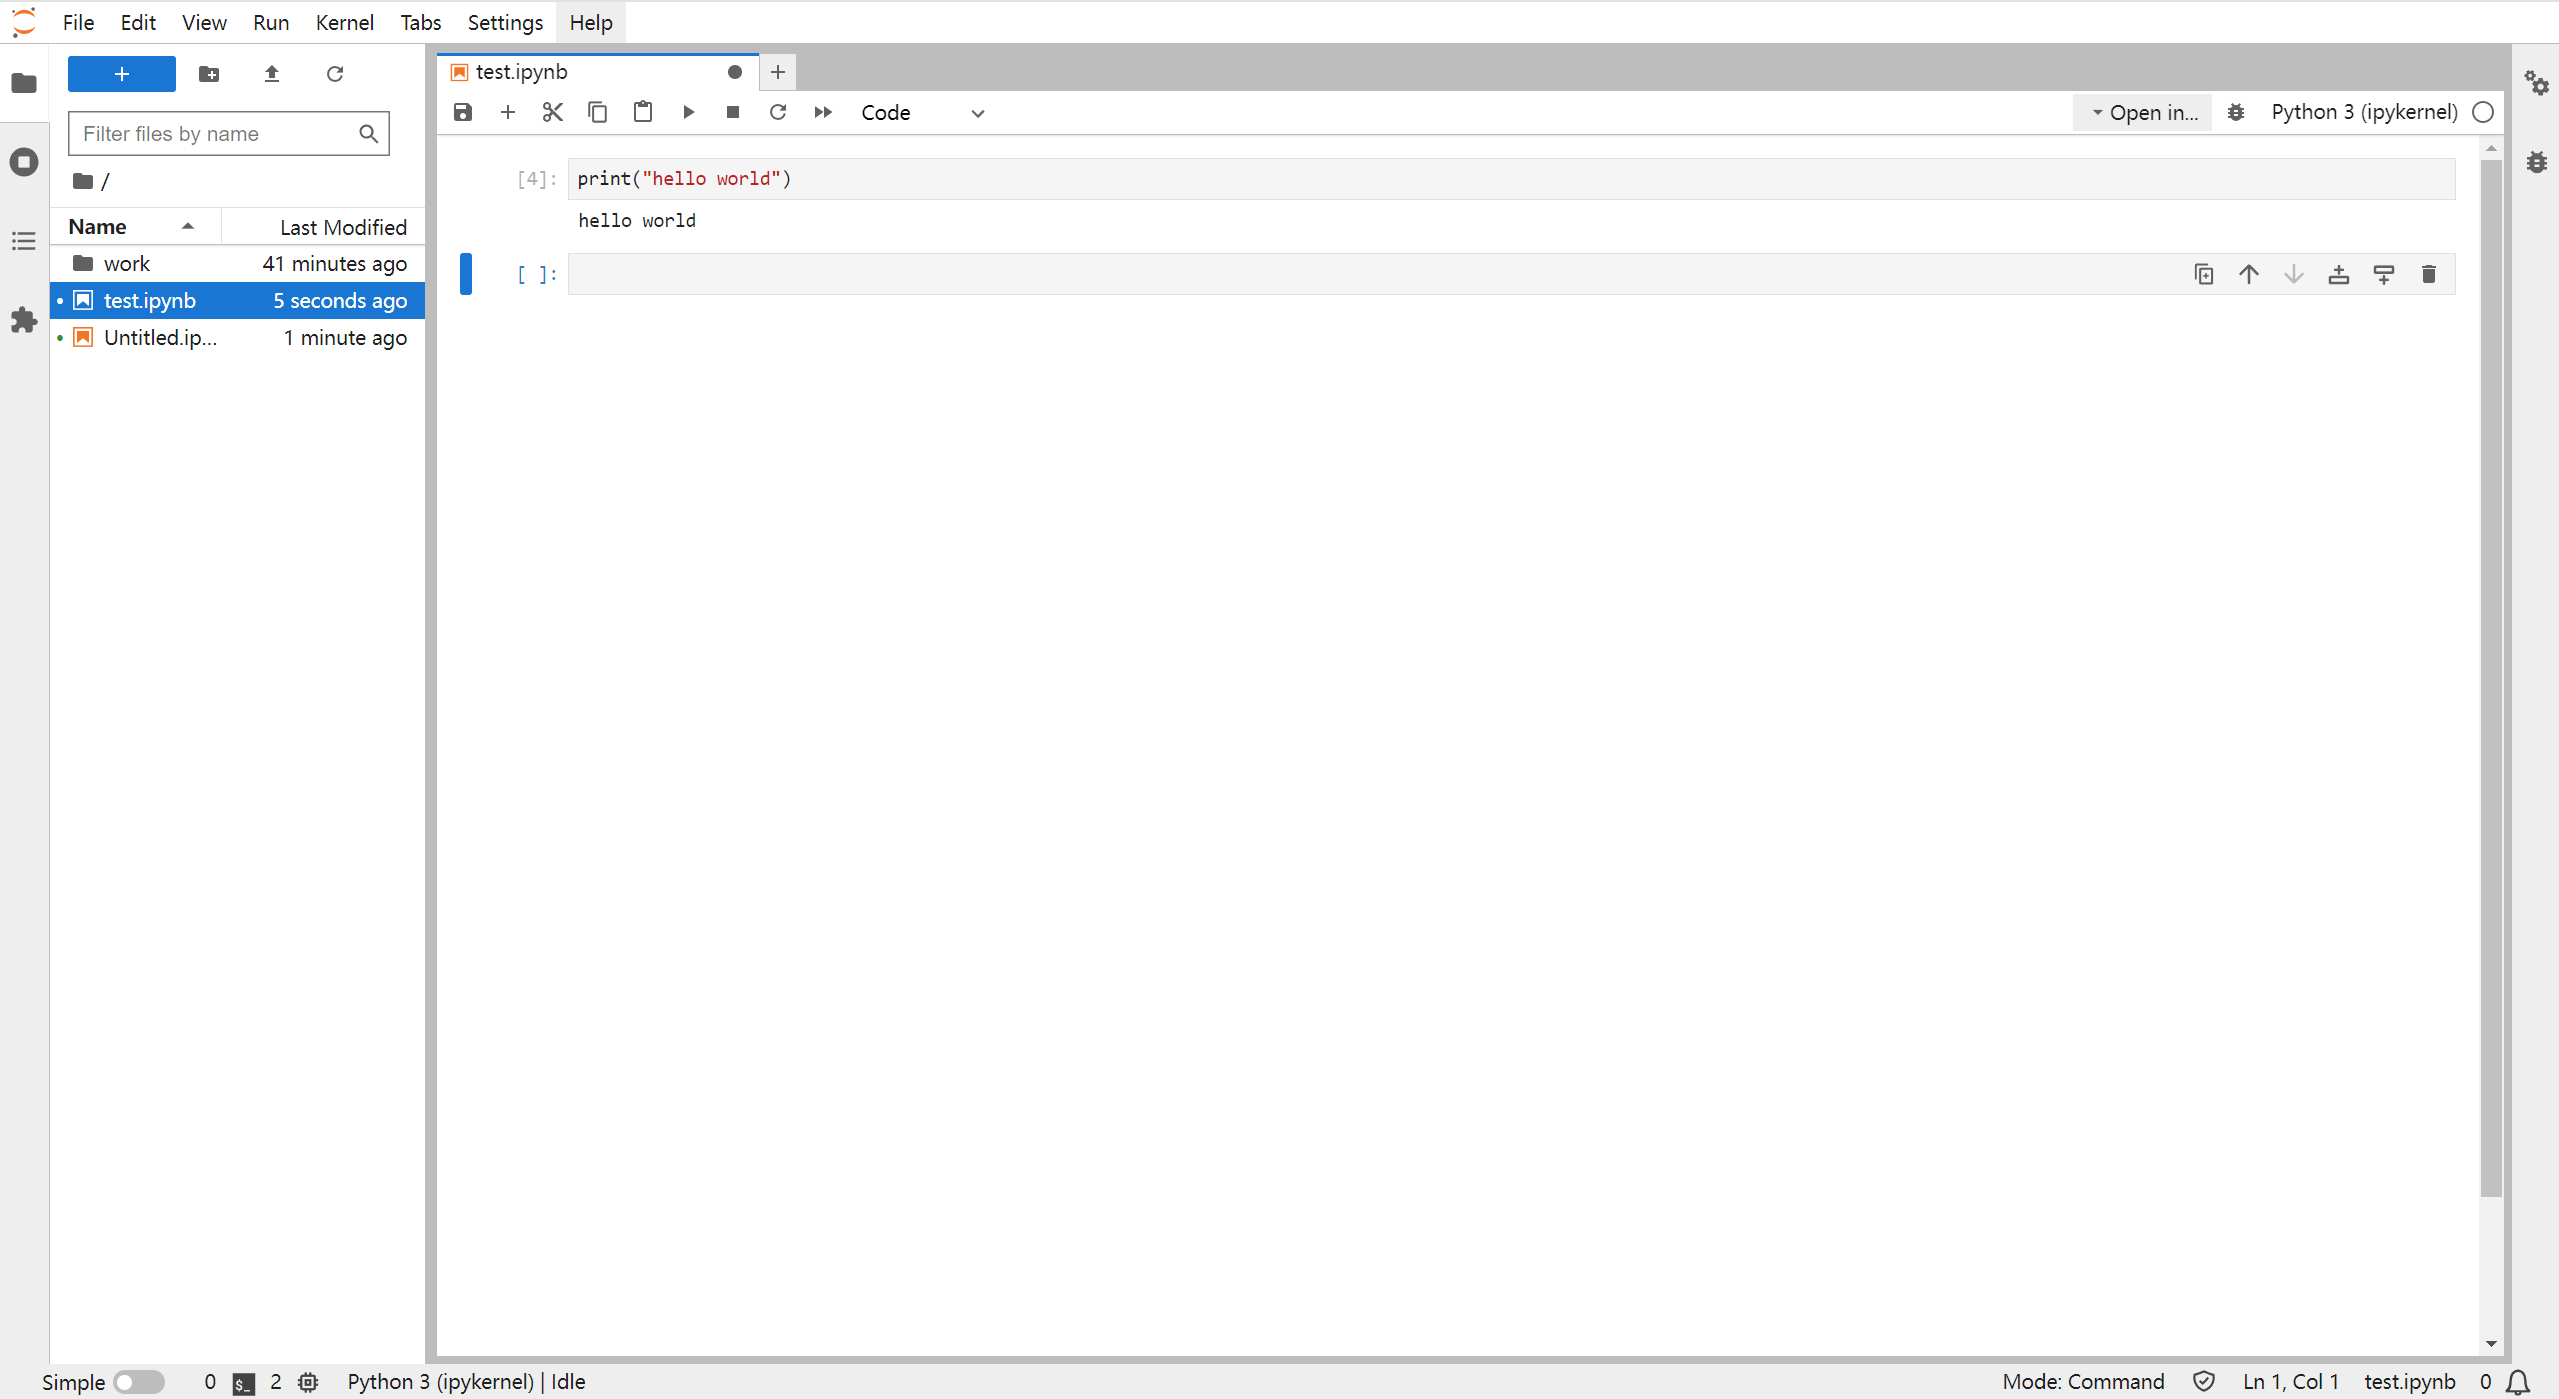 File Edit View Run Kernel Tabs Settings Help
Filter files by name
/
Name Last Modified
work 41 minutes ago
test.ipynb 5 seconds ago
Untitled.ip... 1 minute ago
test.ipynb
Code
Open in...
Python 3 (ipykernel)
[4]: print("hello world")
hello world
[ ]:
Simple 0 $_ 2 Python 3 (ipykernel) | Idle
Mode: Command Ln 1, Col 1 test.ipynb 0